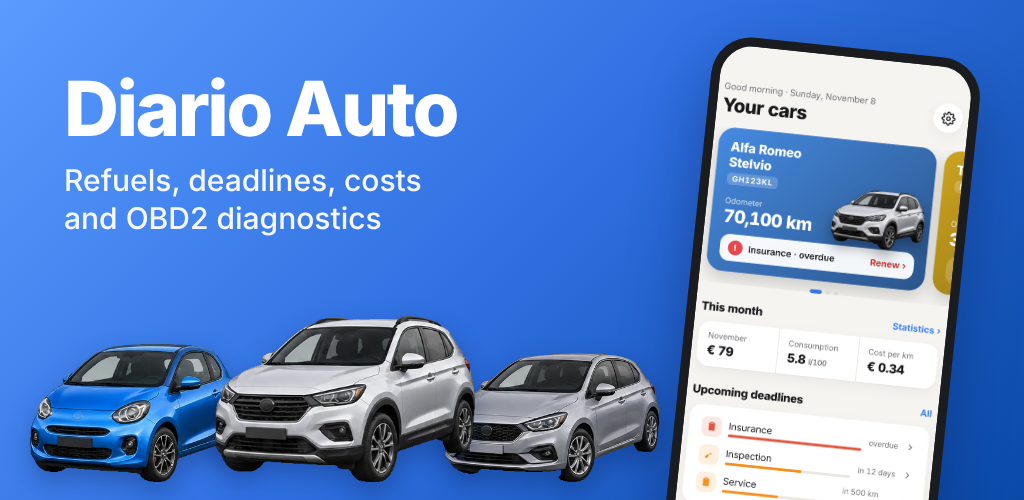 Diario Auto
Refuels, deadlines, costs
and OBD2 diagnostics
Good morning · Sunday, November 8
Your cars
Alfa Romeo
Stelvio
GH123KL
Odometer
70,100 km
! Insurance · overdue Renew ›
This month
Statistics ›
November
€ 79
Consumption
5.8 l/100
Cost per km
€ 0.34
Upcoming deadlines
All
Insurance overdue ›
Inspection in 12 days ›
Service in 500 km